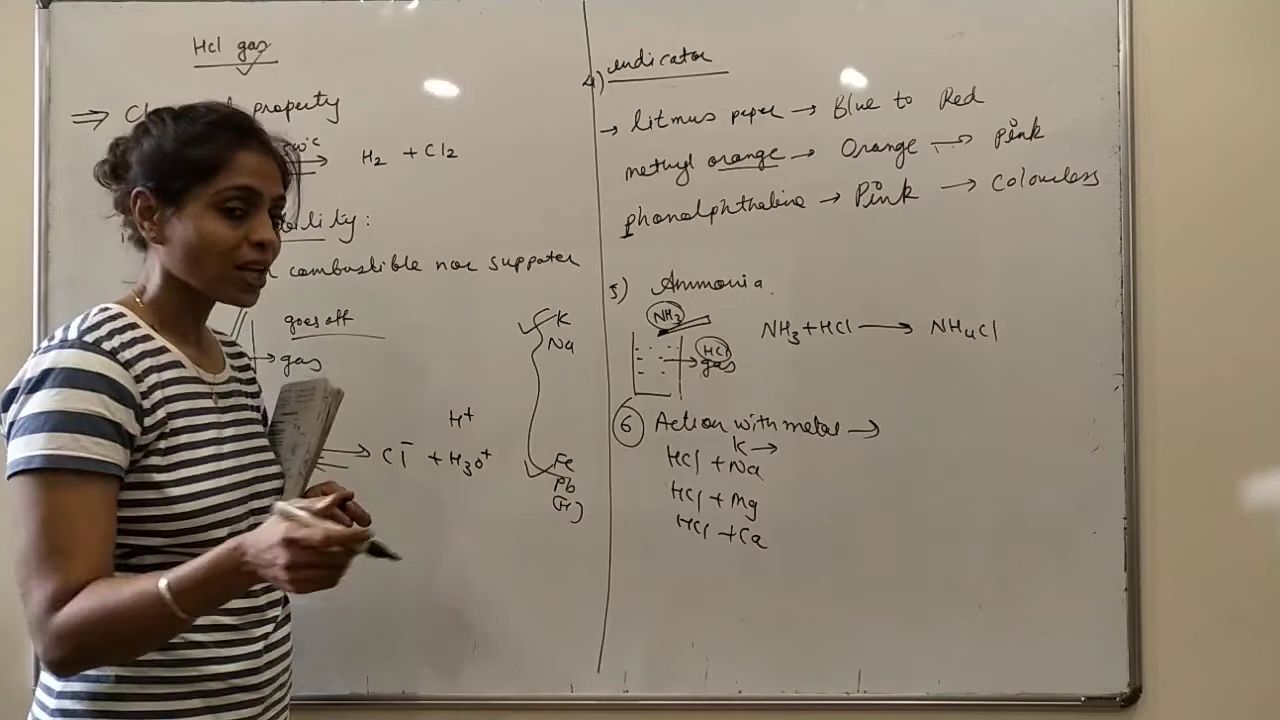 Hcl gas
⇒ property
→ H₂ + Cl₂
bility:
combustible nor supporter
goes off
→ gas
H⁺
→ Cl⁻ + H₃O⁺
K
Na
Fe
Pb
(H)
4) indicator
→ litmus paper → Blue to Red
methyl orange → Orange → Pink
phonalphthaline → Pink → Colourless
5) Ammonia.
NH₃
HCl
gas
NH₃ + HCl → NH₄Cl
6 Action with metal →
K →
HCl + Na
HCl + Mg
HCl + Ca